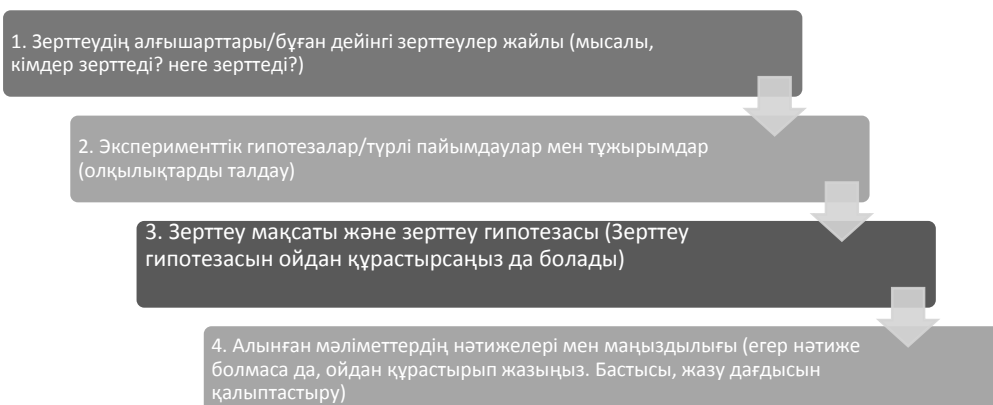 1. Зерттеудің алғышарттары/бұған дейінгі зерттеулер жайлы (мысалы,
кімдер зерттеді? неге зерттеді?)
2. Эксперименттік гипотезалар/түрлі пайымдаулар мен тұжырымдар
(олқылықтарды талдау)
3. Зерттеу мақсаты және зерттеу гипотезасы (Зерттеу
гипотезасын ойдан құрастырсаңыз да болады)
4. Алынған мәліметтердің нәтижелері мен маңыздылығы (егер нәтиже
болмаса да, ойдан құрастырып жазыңыз. Бастысы, жазу дағдысын
қалыптастыру)